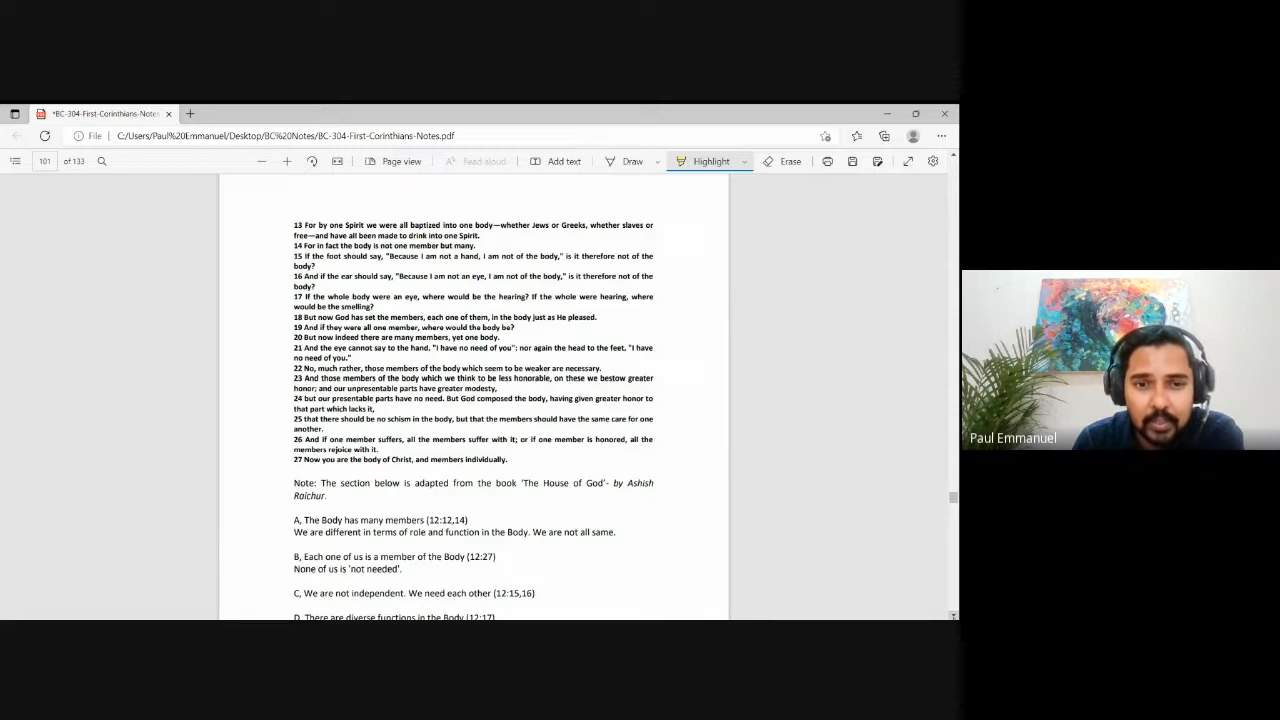 *BC-304-First-Corinthians-Notes
File
C:/Users/Paul%20Emmanuel/Desktop/BC%20Notes/BC-304-First-Corinthians-Notes.pdf
101 of 133
Page view
Read aloud
Add text
Draw
Highlight
Erase
13 For by one Spirit we were all baptized into one body—whether Jews or Greeks, whether slaves or
free—and have all been made to drink into one Spirit.
14 For in fact the body is not one member but many.
15 If the foot should say, "Because I am not a hand, I am not of the body," is it therefore not of the
body?
16 And if the ear should say, "Because I am not an eye, I am not of the body," is it therefore not of the
body?
17 If the whole body were an eye, where would be the hearing? If the whole were hearing, where
would be the smelling?
18 But now God has set the members, each one of them, in the body just as He pleased.
19 And if they were all one member, where would the body be?
20 But now indeed there are many members, yet one body.
21 And the eye cannot say to the hand, "I have no need of you"; nor again the head to the feet, "I have
no need of you."
22 No, much rather, those members of the body which seem to be weaker are necessary.
23 And those members of the body which we think to be less honorable, on these we bestow greater
honor; and our unpresentable parts have greater modesty,
24 but our presentable parts have no need. But God composed the body, having given greater honor to
that part which lacks it,
25 that there should be no schism in the body, but that the members should have the same care for one
another.
26 And if one member suffers, all the members suffer with it; or if one member is honored, all the
members rejoice with it.
27 Now you are the body of Christ, and members individually.
Note: The section below is adapted from the book 'The House of God'- by Ashish
Raichur.
A, The Body has many members (12:12,14)
We are different in terms of role and function in the Body. We are not all same.
B, Each one of us is a member of the Body (12:27)
None of us is 'not needed'.
C, We are not independent. We need each other (12:15,16)
D, There are diverse functions in the Body (12:17)
Paul Emmanuel